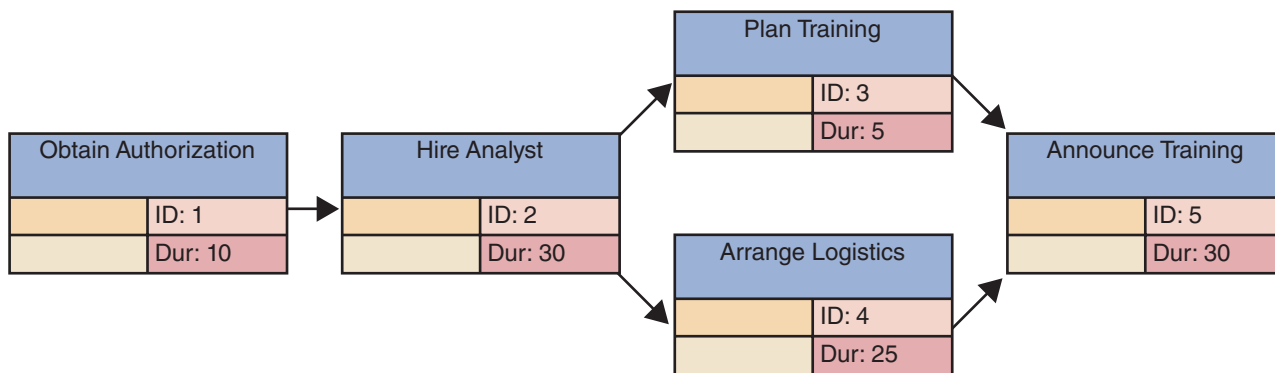 Obtain Authorization
ID: 1
Dur: 10
Hire Analyst
ID: 2
Dur: 30
Plan Training
ID: 3
Dur: 5
Arrange Logistics
ID: 4
Dur: 25
Announce Training
ID: 5
Dur: 30